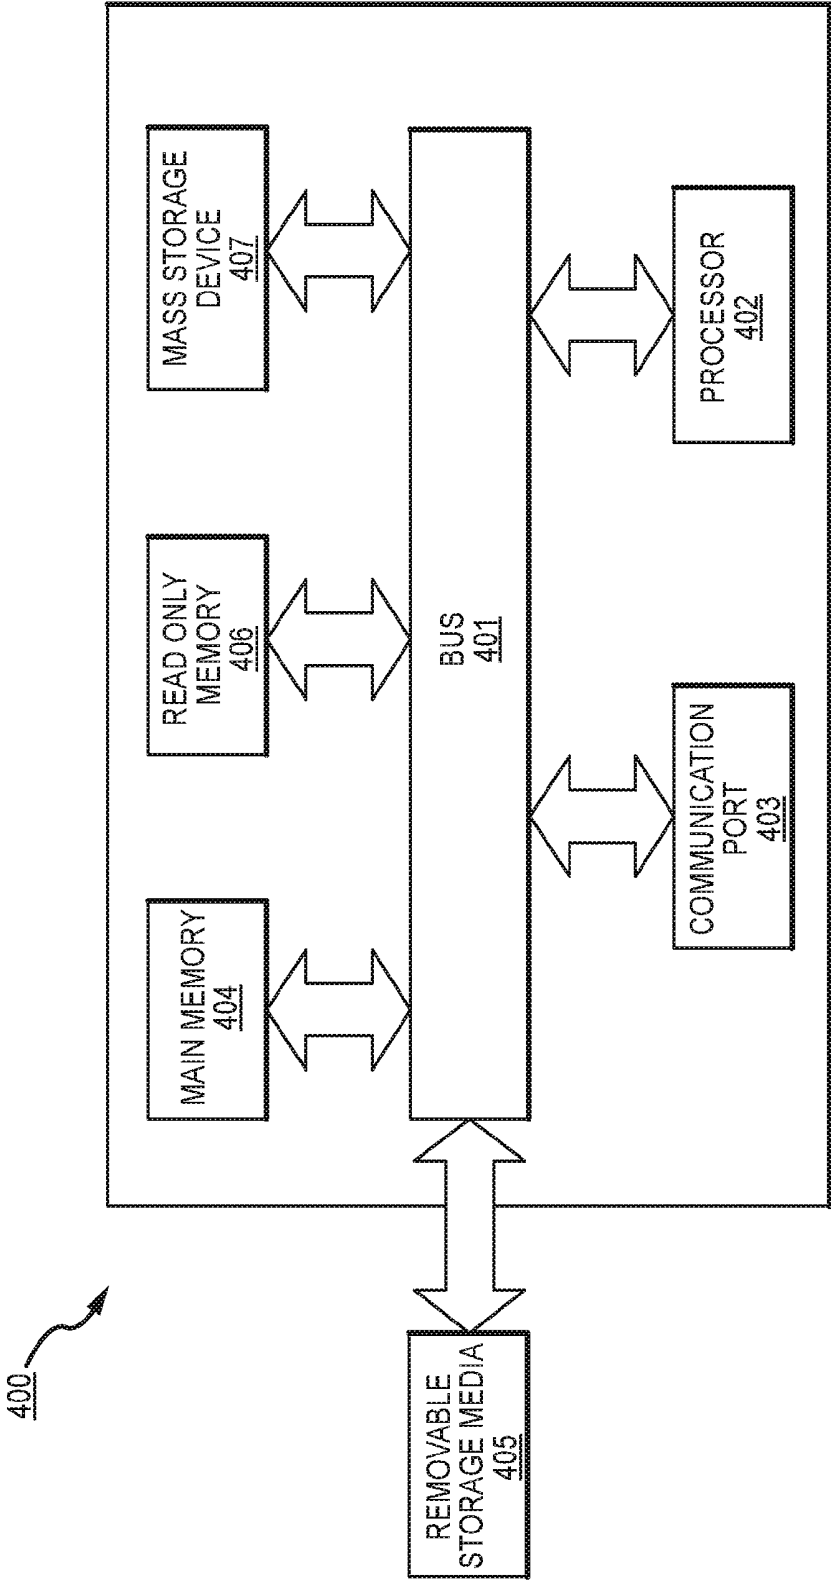 400
REMOVABLE
STORAGE MEDIA
405
MAIN MEMORY
404
READ ONLY
MEMORY
406
MASS STORAGE
DEVICE
407
BUS
401
COMMUNICATION
PORT
403
PROCESSOR
402